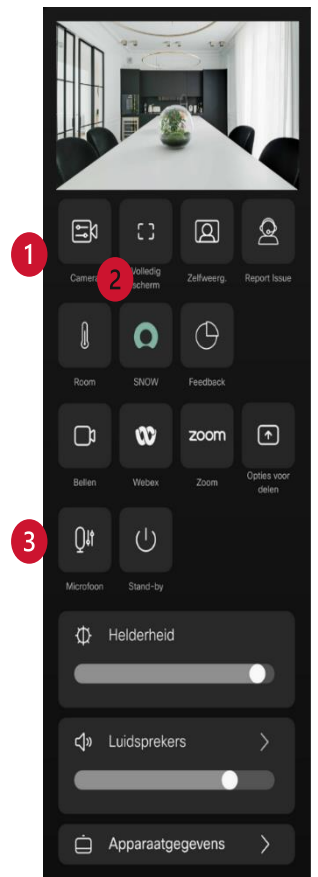 1
Camera
2
Volledig
scherm
Zelfweerg.
Report Issue
Room
SNOW
Feedback
zoom
Bellen
Webex
Zoom
Opties voor
delen
3
Microfoon
Stand-by
Helderheid
Luidsprekers
Apparaatgegevens